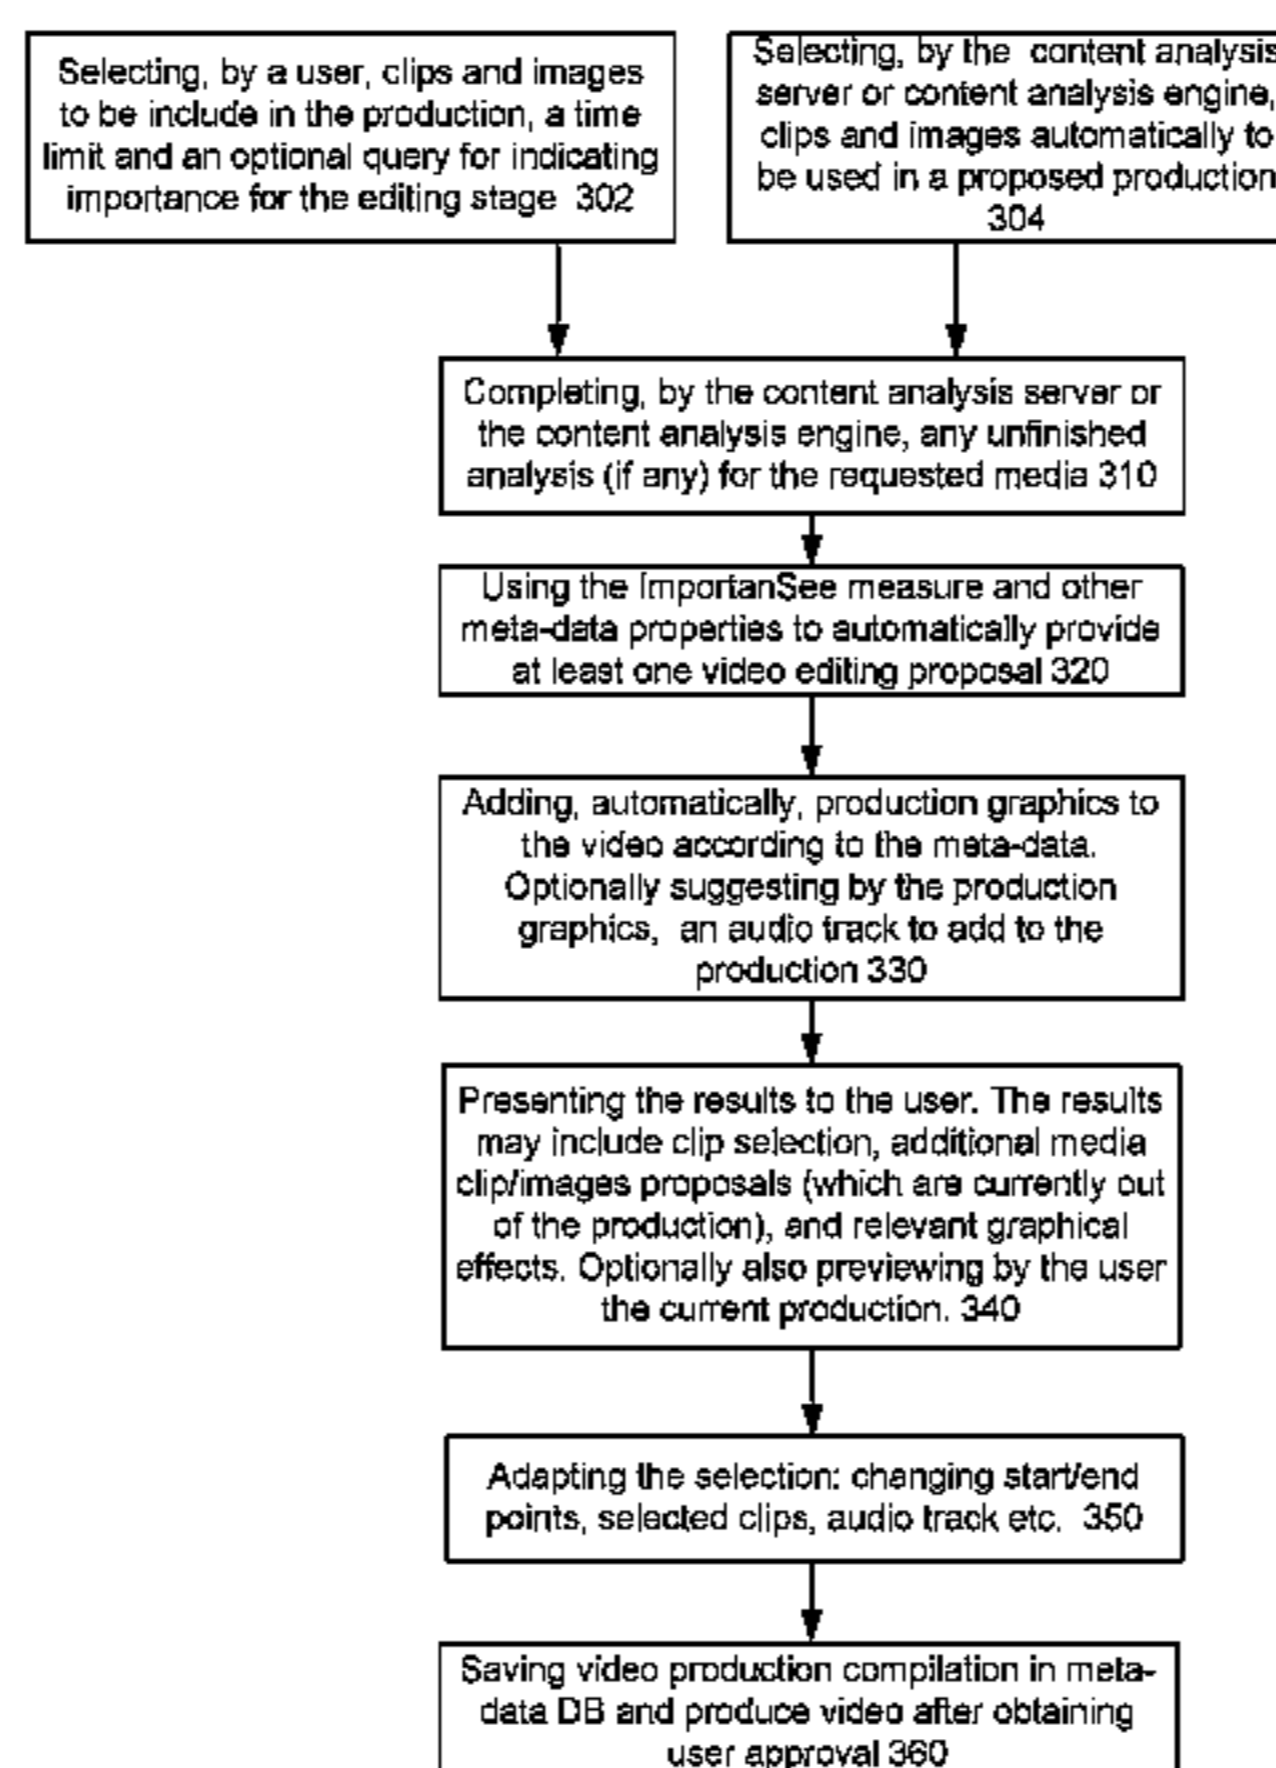 Selecting, by a user, clips and images
to be include in the production, a time
limit and an optional query for indicating
importance for the editing stage 302
Selecting, by the content analysis
server or content analysis engine,
clips and images automatically to
be used in a proposed production
304
Completing, by the content analysis server or
the content analysis engine, any unfinished
analysis (if any) for the requested media 310
Using the ImportanSee measure and other
meta-data properties to automatically provide
at least one video editing proposal 320
Adding, automatically, production graphics to
the video according to the meta-data.
Optionally suggesting by the production
graphics, an audio track to add to the
production 330
Presenting the results to the user. The results
may include clip selection, additional media
clip/images proposals (which are currently out
of the production), and relevant graphical
effects. Optionally also previewing by the user
the current production. 340
Adapting the selection: changing start/end
points, selected clips, audio track etc. 350
Saving video production compilation in meta-
data DB and produce video after obtaining
user approval 360